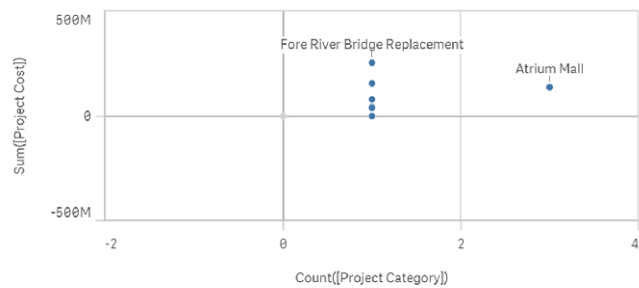 500M
Fore River Bridge Replacement
Atrium Mall
Sum([Project Cost])
0
-500M
-2
0
2
4
Count([Project Category])